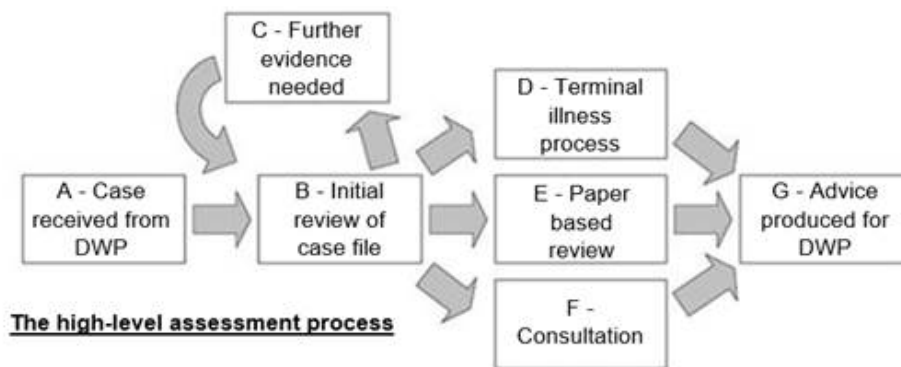 C - Further
evidence
needed
D - Terminal
illness
process
A - Case
received from
DWP
B - Initial
review of
case file
E - Paper
based
review
G - Advice
produced for
DWP
F -
Consultation
The high-level assessment process